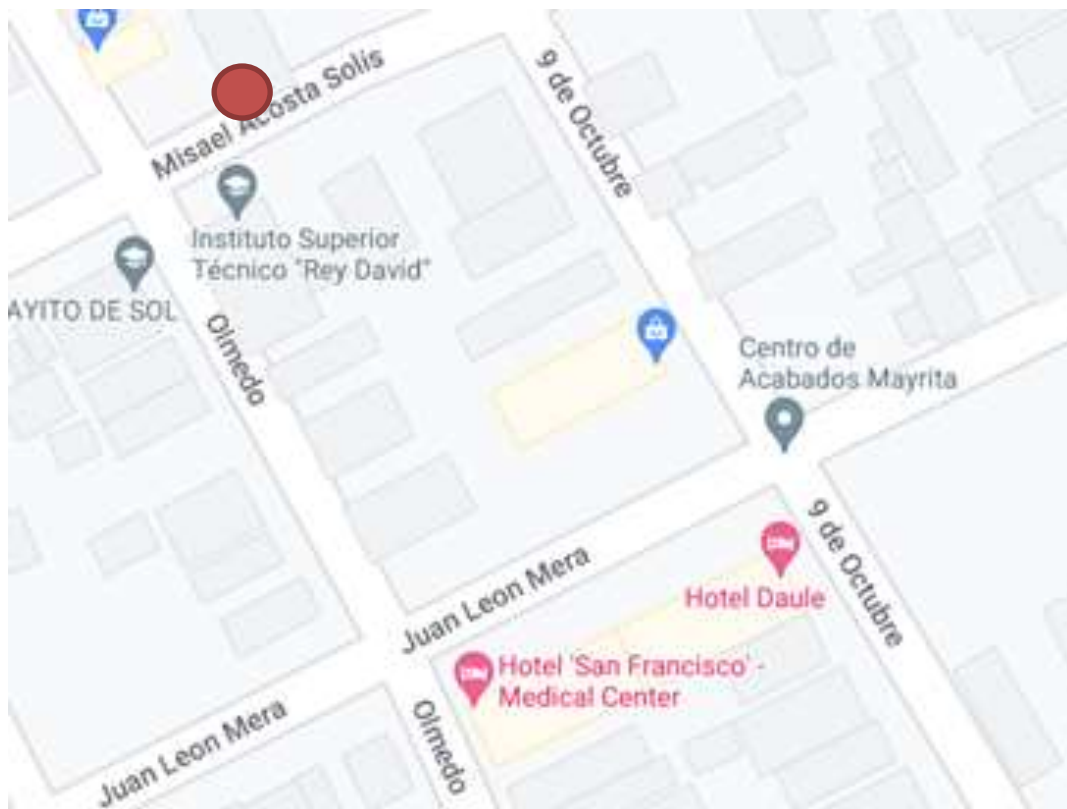 Misael Acosta Solis
9 de Octubre
Instituto Superior
Técnico "Rey David"
AYITO DE SOL
Olmedo
Centro de
Acabados Mayrita
9 de Octubre
Hotel Daule
Juan Leon Mera
Hotel 'San Francisco' -
Medical Center
Olmedo
Juan Leon Mera